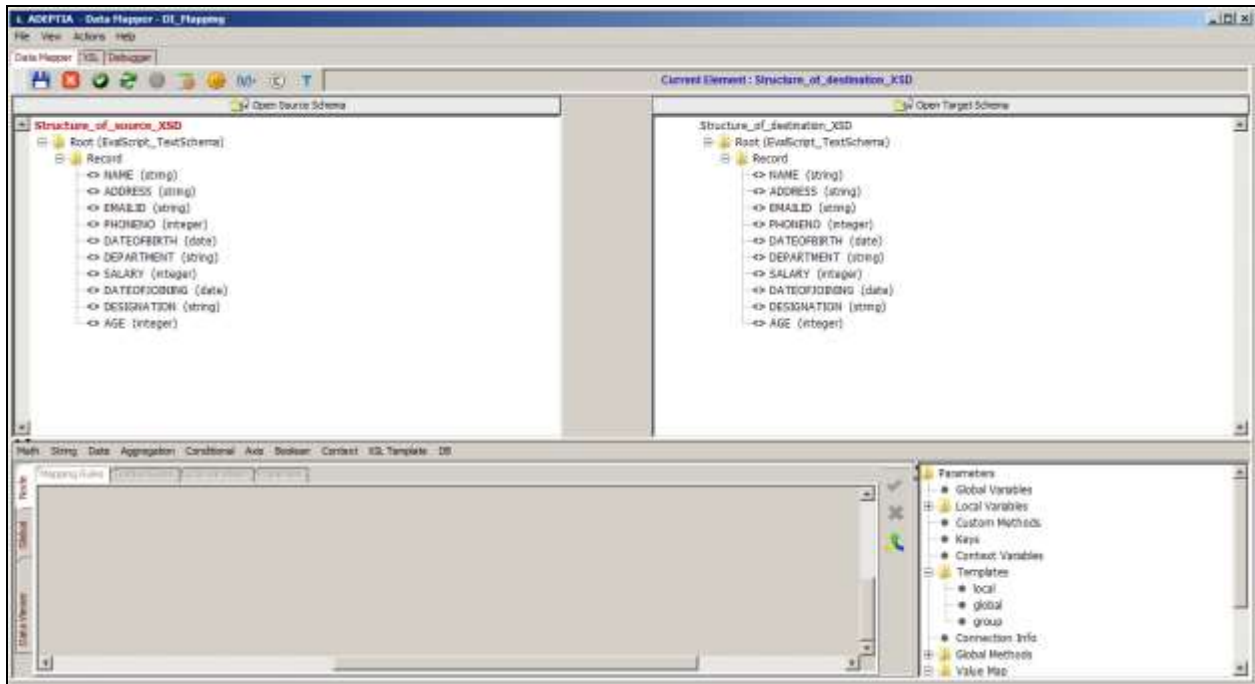 ADEPTIA - Data Mapper - DI_Mapping
File View Actions Help
Data Mapper XSL Debugger
T Current Element : Structure_of_destination_XSD
Open Source Schema Open Target Schema
Structure_of_source_XSD
Root (EvalScript_TextSchema)
Record
<> NAME (string)
<> ADDRESS (string)
<> EMAILID (string)
<> PHONENO (integer)
<> DATEOFBIRTH (date)
<> DEPARTMENT (string)
<> SALARY (integer)
<> DATEOFJOINING (date)
<> DESIGNATION (string)
<> AGE (integer)
Structure_of_destination_XSD
Root (EvalScript_TextSchema)
Record
<> NAME (string)
<> ADDRESS (string)
<> EMAILID (string)
<> PHONENO (integer)
<> DATEOFBIRTH (date)
<> DEPARTMENT (string)
<> SALARY (integer)
<> DATEOFJOINING (date)
<> DESIGNATION (string)
<> AGE (integer)
Math String Date Aggregation Conditional Axis Boolean Context XSL Template DB
Mapping Rules
Node
Global
Data Viewer
Parameters
Global Variables
Local Variables
Custom Methods
Keys
Context Variables
Templates
local
global
group
Connection Info
Global Methods
Value Map